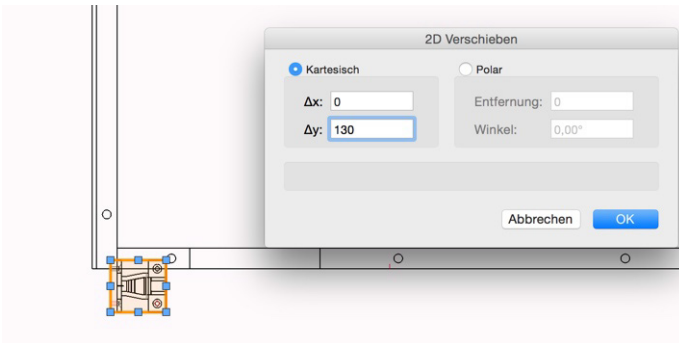 2D Verschieben
Kartesisch
Polar
Δx: 0
Entfernung: 0
Δy: 130
Winkel: 0,00°
Abbrechen
OK